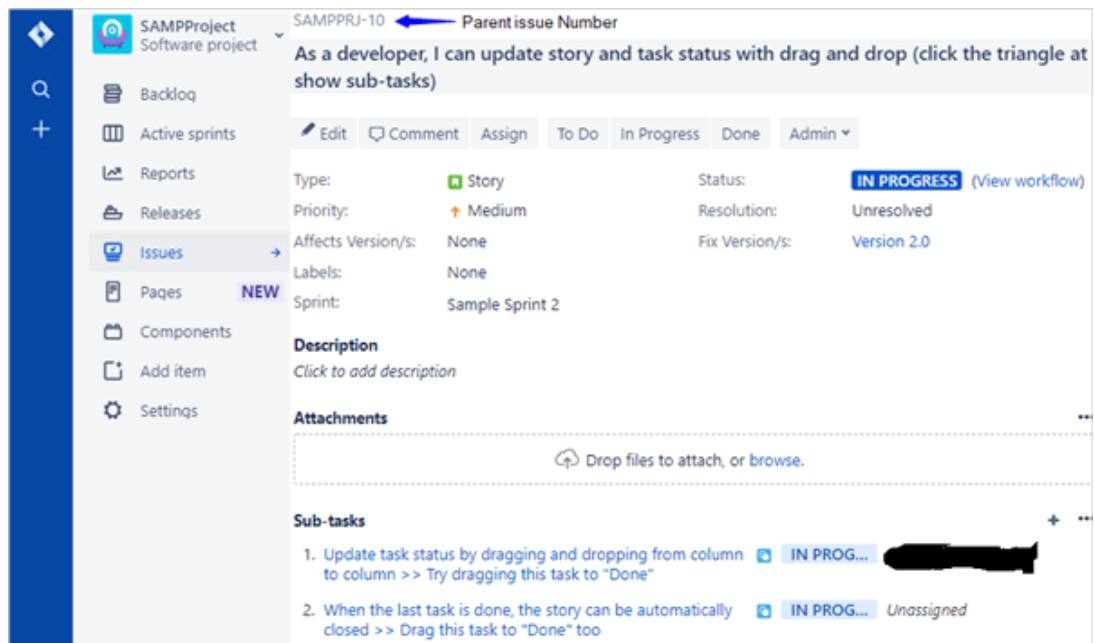 SAMPProject
Software project
Backlog
Active sprints
Reports
Releases
Issues
Pages NEW
Components
Add item
Settings
SAMPPRJ-10 Parent issue Number
As a developer, I can update story and task status with drag and drop (click the triangle at
show sub-tasks)
Edit Comment Assign To Do In Progress Done Admin
Type: Story Status: IN PROGRESS (View workflow)
Priority: Medium Resolution: Unresolved
Affects Version/s: None Fix Version/s: Version 2.0
Labels: None
Sprint: Sample Sprint 2
Description
Click to add description
Attachments
Drop files to attach, or browse.
Sub-tasks
1. Update task status by dragging and dropping from column IN PROG...
to column >> Try dragging this task to "Done"
2. When the last task is done, the story can be automatically IN PROG... Unassigned
closed >> Drag this task to "Done" too